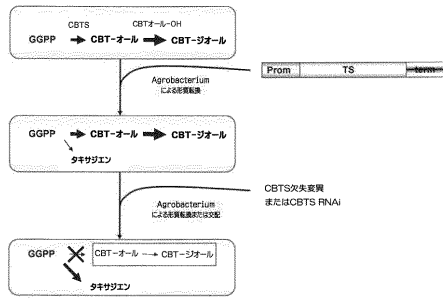 CBTS CBTオール-OH
GGPP CBT-オール CBT-ジオール
Agrobacterium
による形質転換
Prom TS term
GGPP CBT-オール CBT-ジオール
タキサジエン
CBTS欠失変異
またはCBTS RNAi
Agrobacterium
による形質転換または交配
GGPP CBT-オール CBT-ジオール
タキサジエン